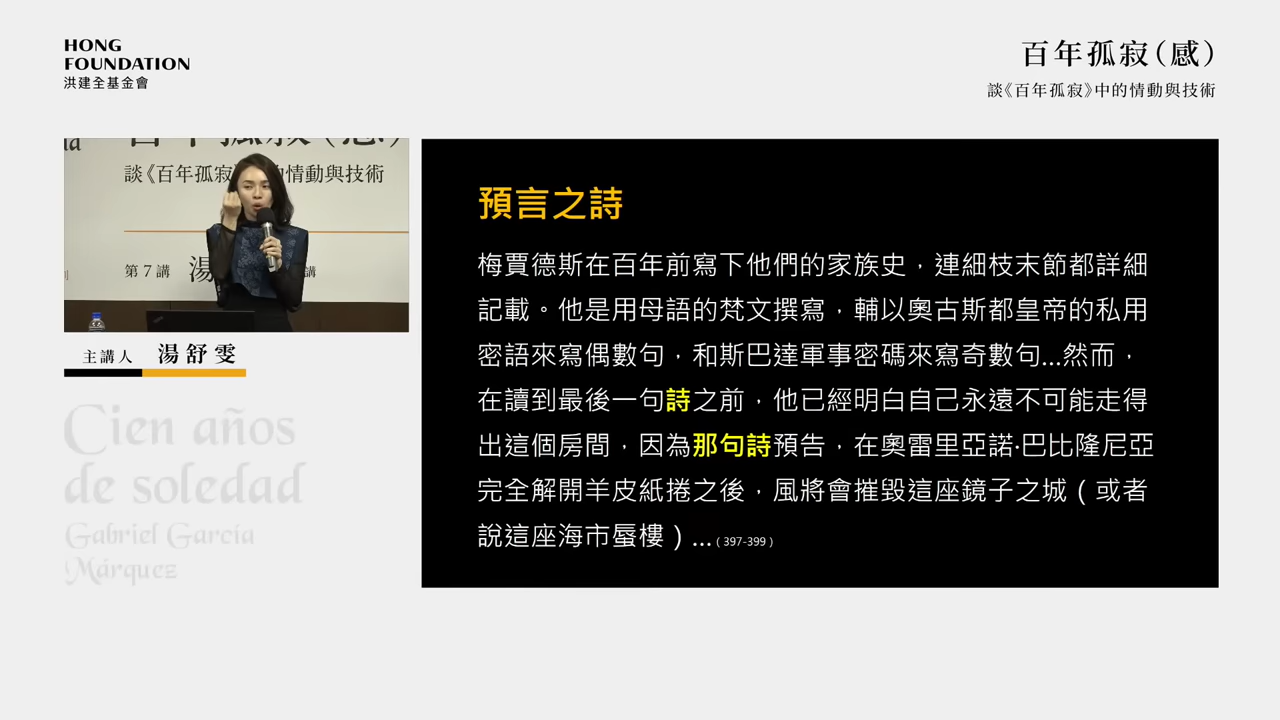 HONG
FOUNDATION
洪建全基金會
百年孤寂(感)
談《百年孤寂》中的情動與技術
談《百年孤寂 的情動與技術
第7講 湯 講
主講人 湯舒雯
Cien años
de soledad
Gabriel García
Márquez
預言之詩
梅賈德斯在百年前寫下他們的家族史，連細枝末節都詳細
記載。他是用母語的梵文撰寫，輔以奧古斯都皇帝的私用
密語來寫偶數句，和斯巴達軍事密碼來寫奇數句...然而，
在讀到最後一句詩之前，他已經明白自己永遠不可能走得
出這個房間，因為那句詩預告，在奧雷里亞諾·巴比隆尼亞
完全解開羊皮紙捲之後，風將會摧毀這座鏡子之城（或者
說這座海市蜃樓）...（397-399）